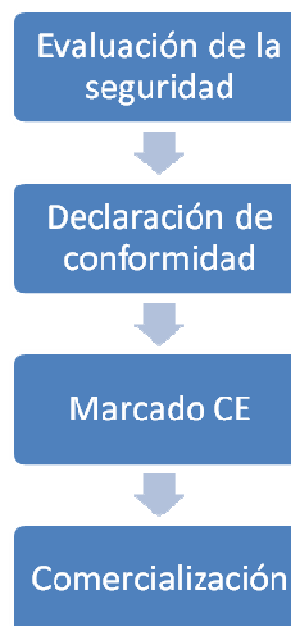 Evaluación de la
seguridad
Declaración de
conformidad
Marcado CE
Comercialización